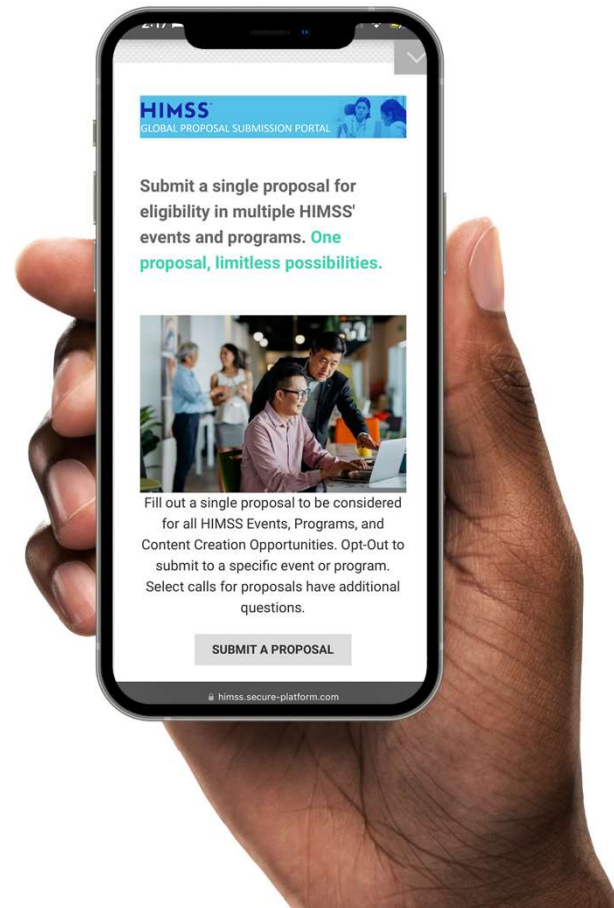 HIMSS
GLOBAL PROPOSAL SUBMISSION PORTAL
Submit a single proposal for
eligibility in multiple HIMSS'
events and programs. One
proposal, limitless possibilities.
Fill out a single proposal to be considered
for all HIMSS Events, Programs, and
Content Creation Opportunities. Opt-Out to
submit to a specific event or program.
Select calls for proposals have additional
questions.
SUBMIT A PROPOSAL
himss.secure-platform.com